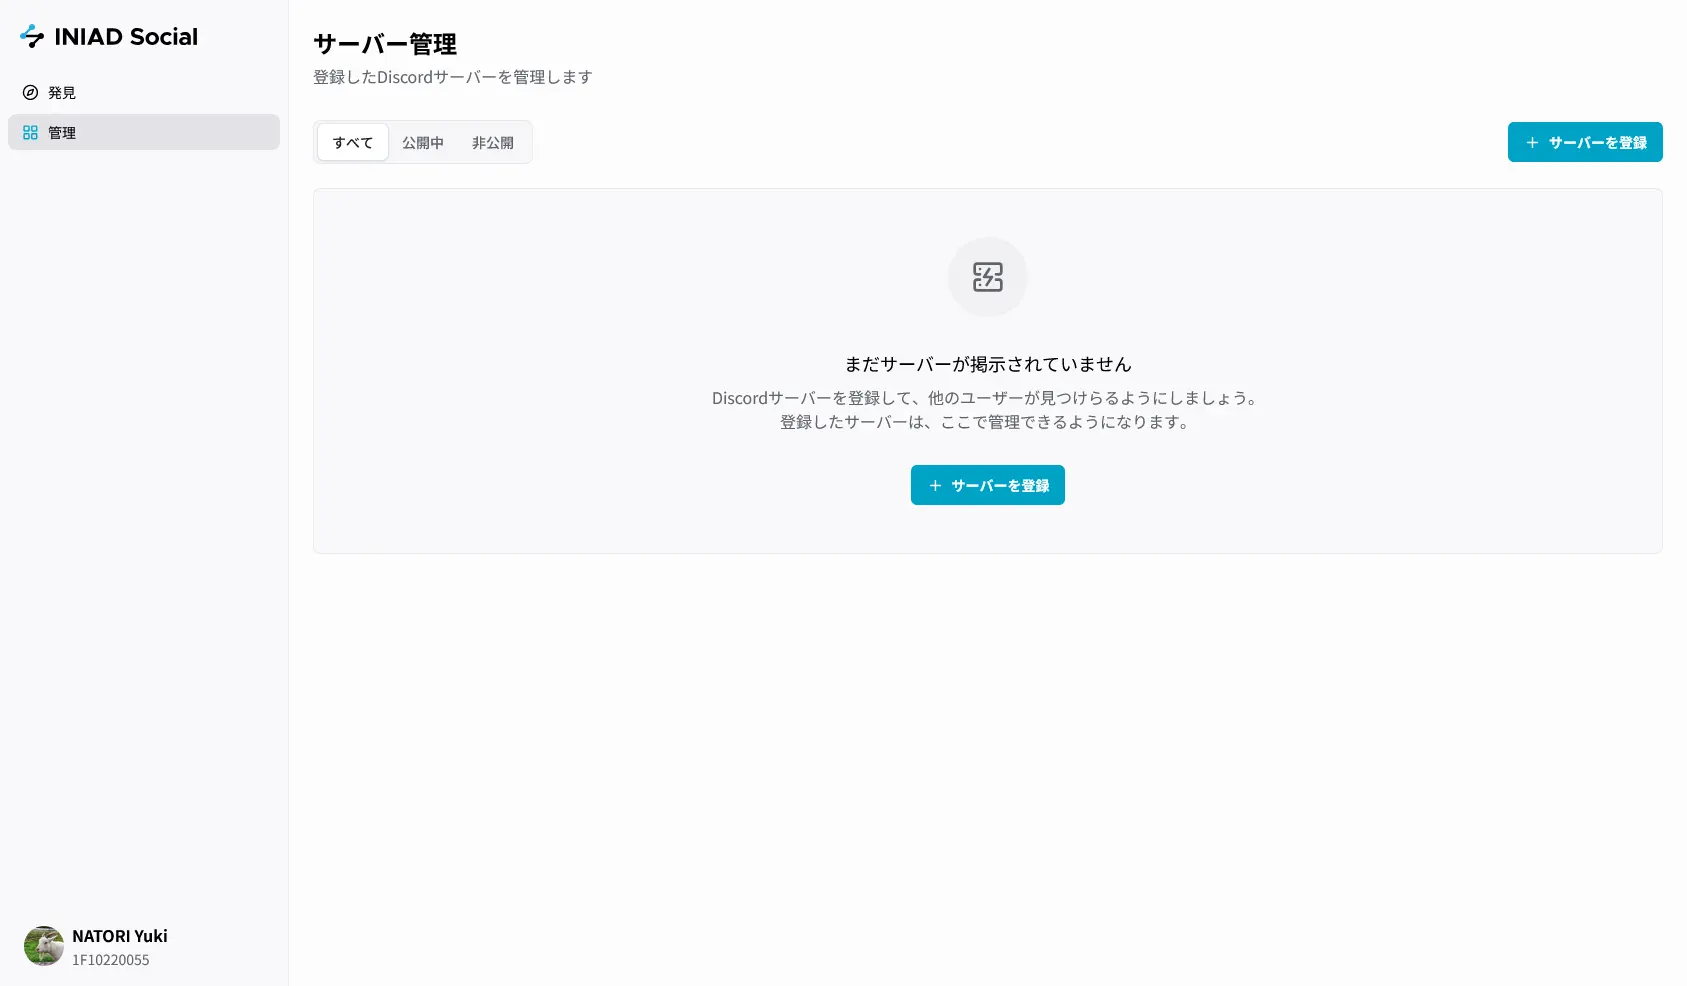 INIAD Social
発見
管理
サーバー管理
登録したDiscordサーバーを管理します
すべて 公開中 非公開
サーバーを登録
まだサーバーが掲示されていません
Discordサーバーを登録して、他のユーザーが見つけらるようにしましょう。
登録したサーバーは、ここで管理できるようになります。
サーバーを登録
NATORI Yuki
1F10220055